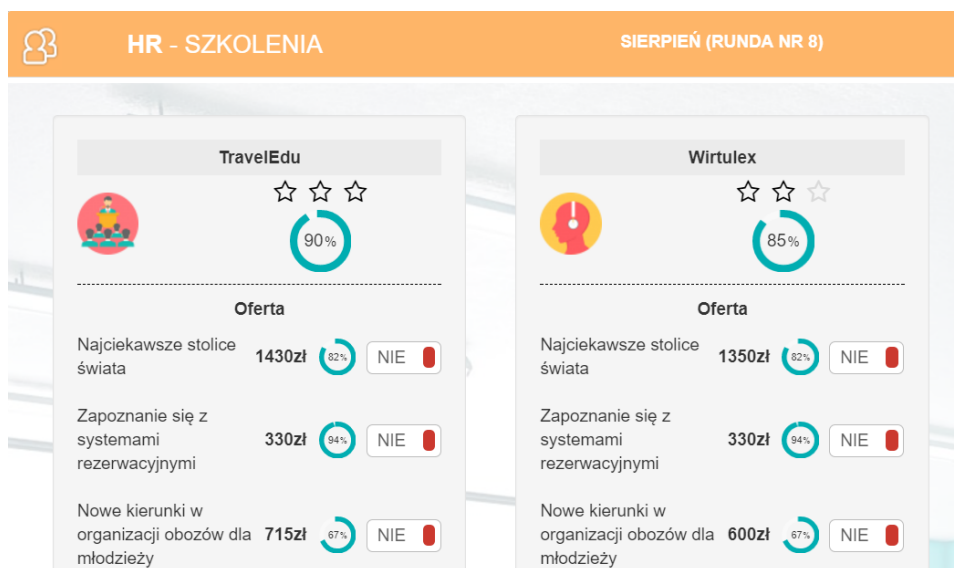 HR - SZKOLENIA
SIERPIEŃ (RUNDA NR 8)
TravelEdu
90%
Oferta
Najciekawsze stolice
świata
1430zł
82%
NIE
Zapoznanie się z
systemami
rezerwacyjnymi
330zł
94%
NIE
Nowe kierunki w
organizacji obozów dla
młodzieży
715zł
67%
NIE
Wirtulex
85%
Oferta
Najciekawsze stolice
świata
1350zł
82%
NIE
Zapoznanie się z
systemami
rezerwacyjnymi
330zł
94%
NIE
Nowe kierunki w
organizacji obozów dla
młodzieży
600zł
67%
NIE